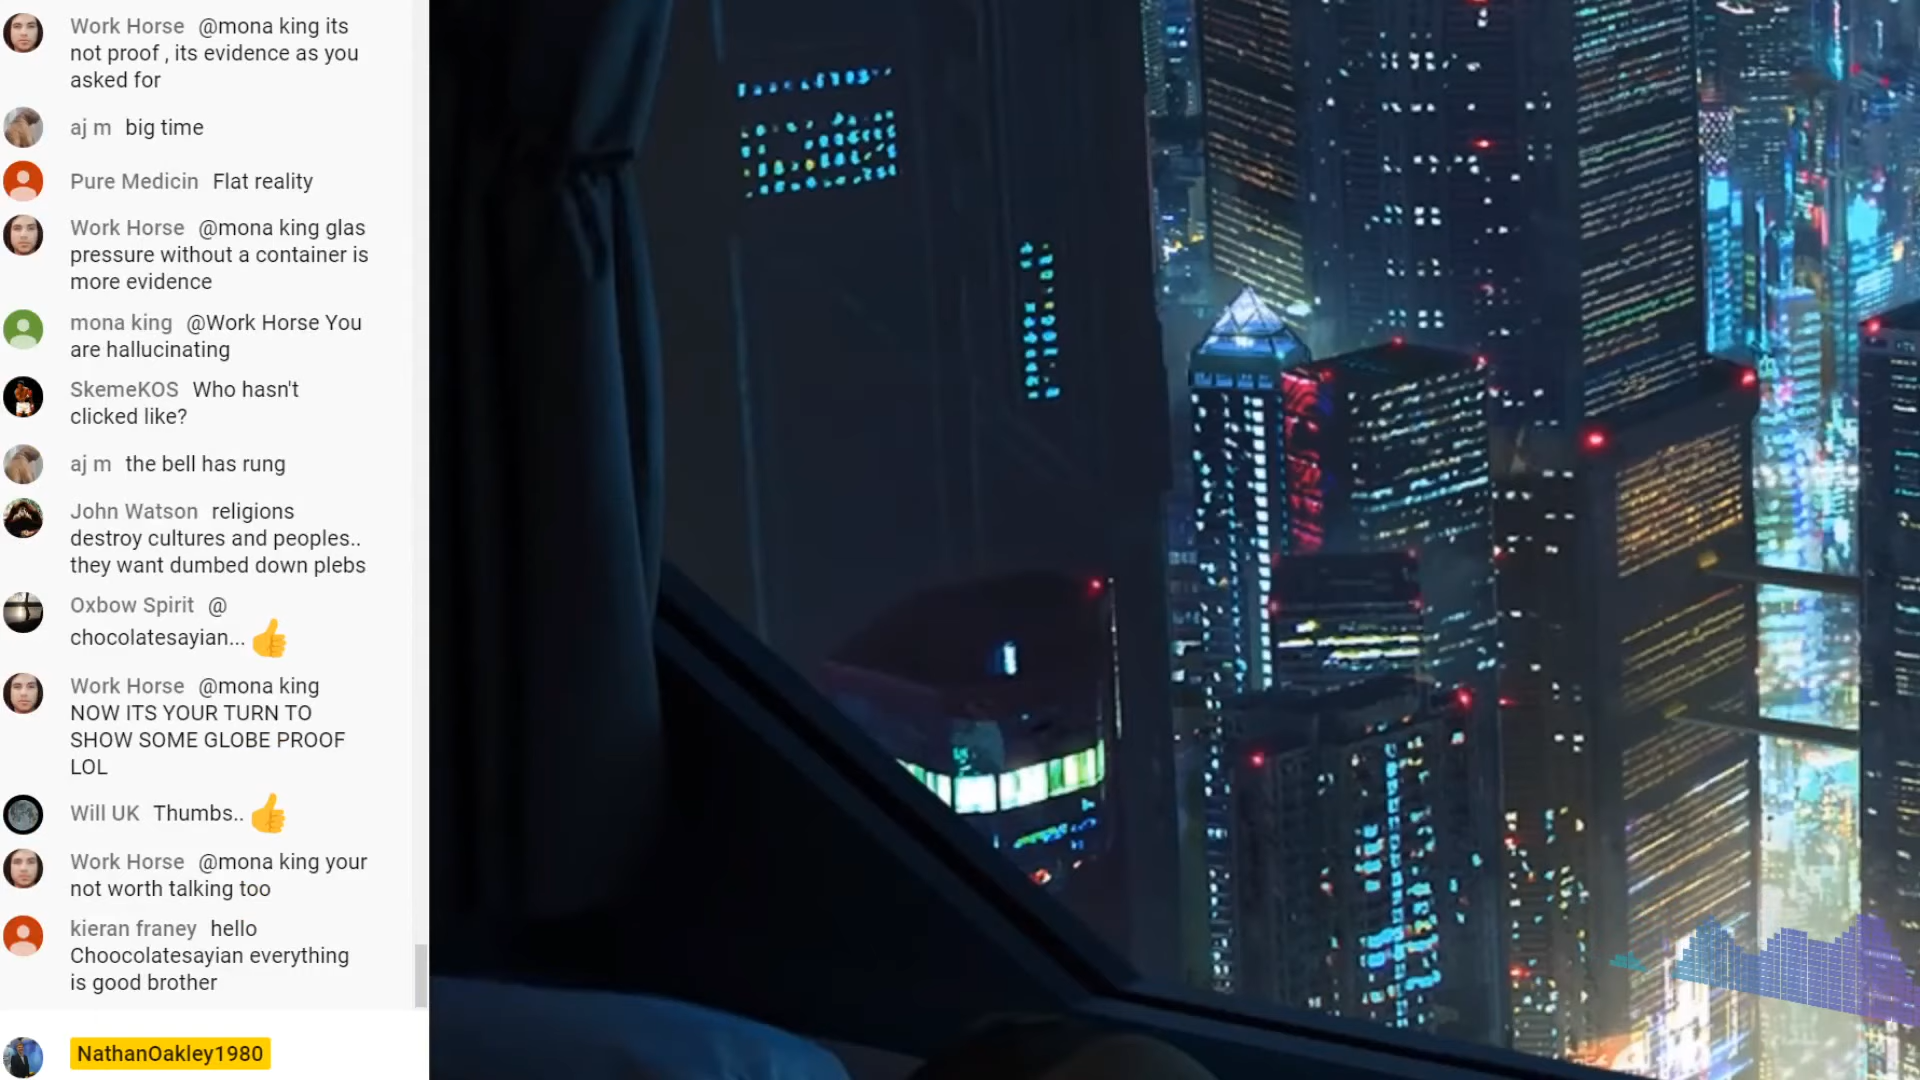 Work Horse @mona king its
not proof , its evidence as you
asked for
aj m big time
Pure Medicin Flat reality
Work Horse @mona king glas
pressure without a container is
more evidence
mona king @Work Horse You
are hallucinating
SkemeKOS Who hasn't
clicked like?
aj m the bell has rung
John Watson religions
destroy cultures and peoples..
they want dumbed down plebs
Oxbow Spirit @
chocolatesayian... 👍
Work Horse @mona king
NOW ITS YOUR TURN TO
SHOW SOME GLOBE PROOF
LOL
Will UK Thumbs.. 👍
Work Horse @mona king your
not worth talking too
kieran franey hello
Choocolatesayian everything
is good brother
NathanOakley1980